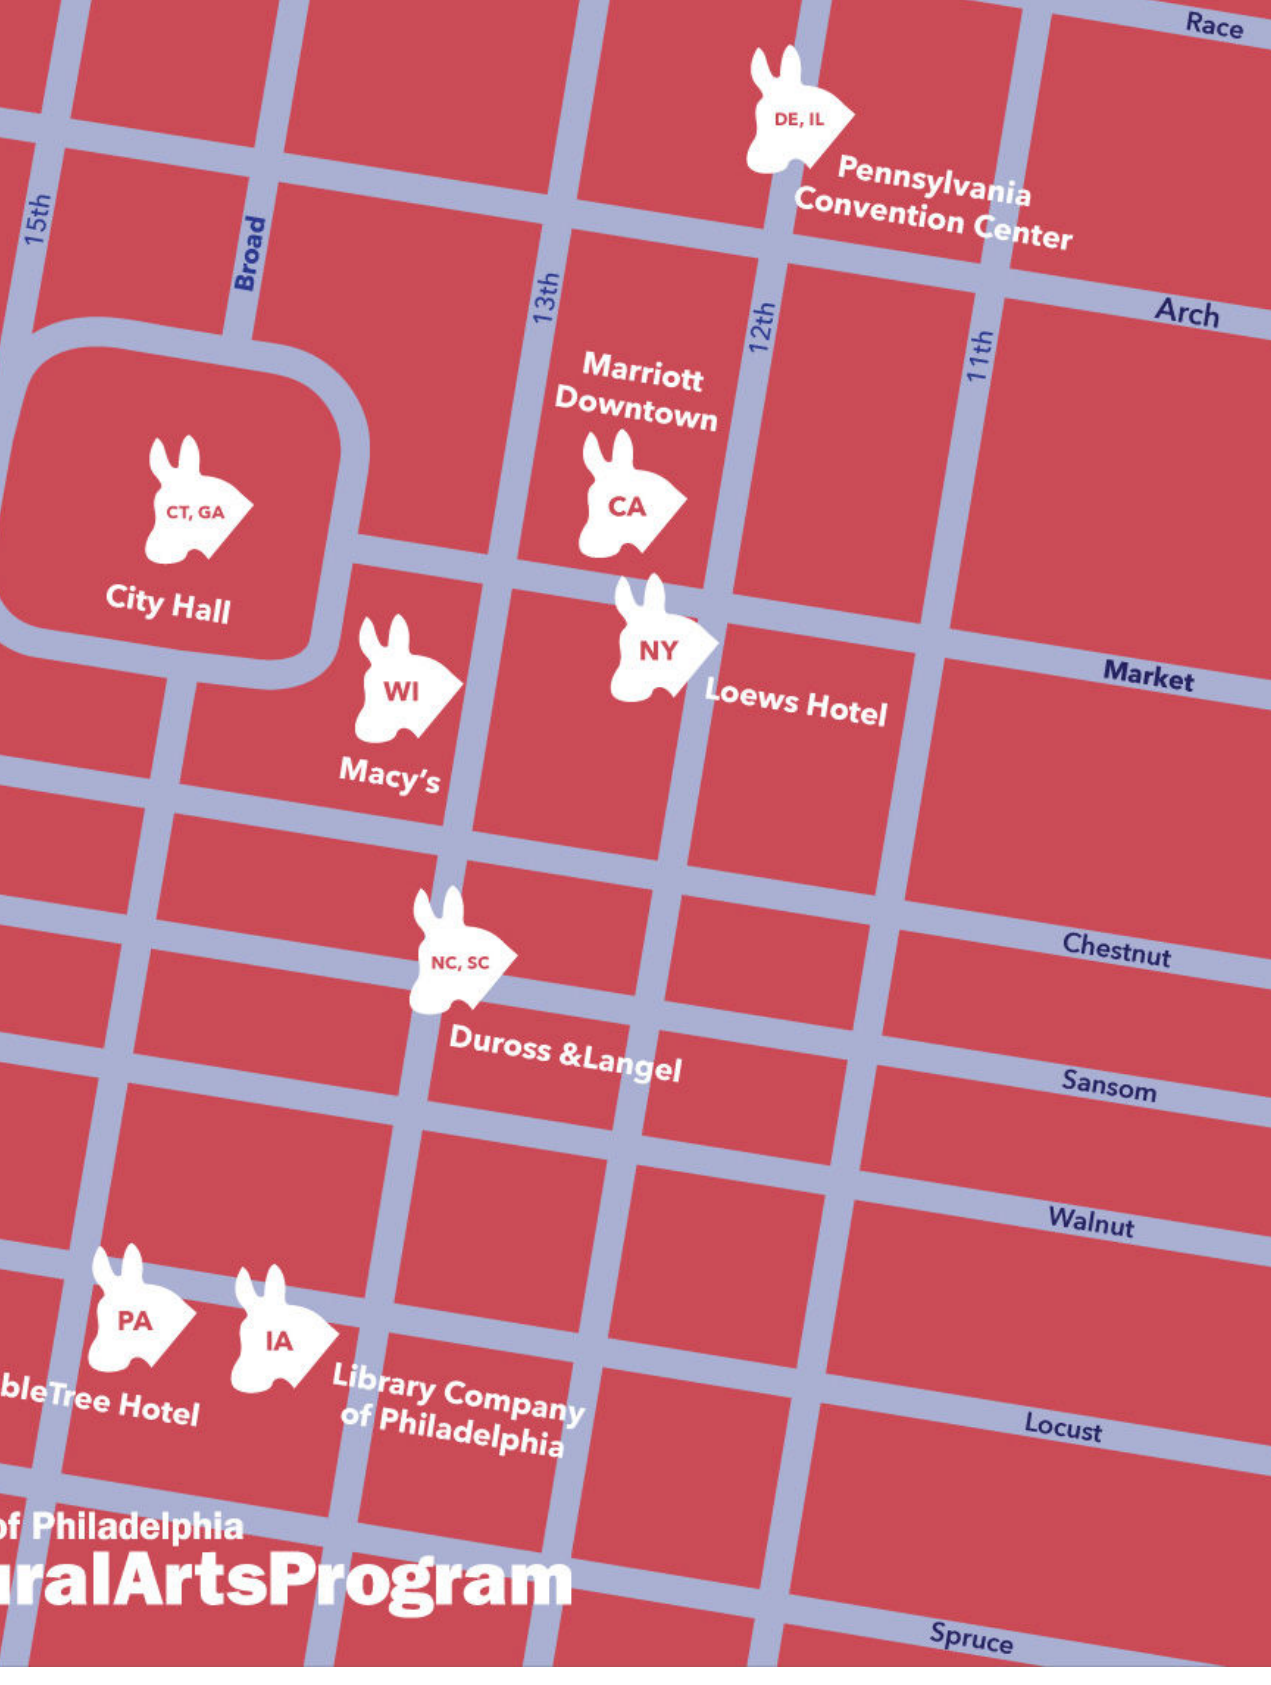 Race
DE, IL
Pennsylvania
Convention Center
15th
Broad
13th
12th
11th
Arch
Marriott
Downtown
CA
CT, GA
City Hall
NY
Loews Hotel
Market
WI
Macy's
Chestnut
NC, SC
Duross &Langel
Sansom
Walnut
PA
IA
bleTree Hotel
Library Company
of Philadelphia
Locust
of Philadelphia
uralArtsProgram
Spruce